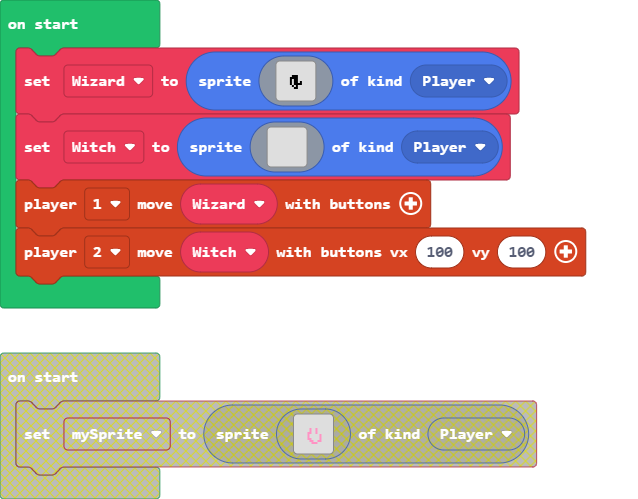 on start
set Wizard to sprite of kind Player
set Witch to sprite of kind Player
player 1 move Wizard with buttons
player 2 move Witch with buttons vx 100 vy 100
on start
set mySprite to sprite of kind Player